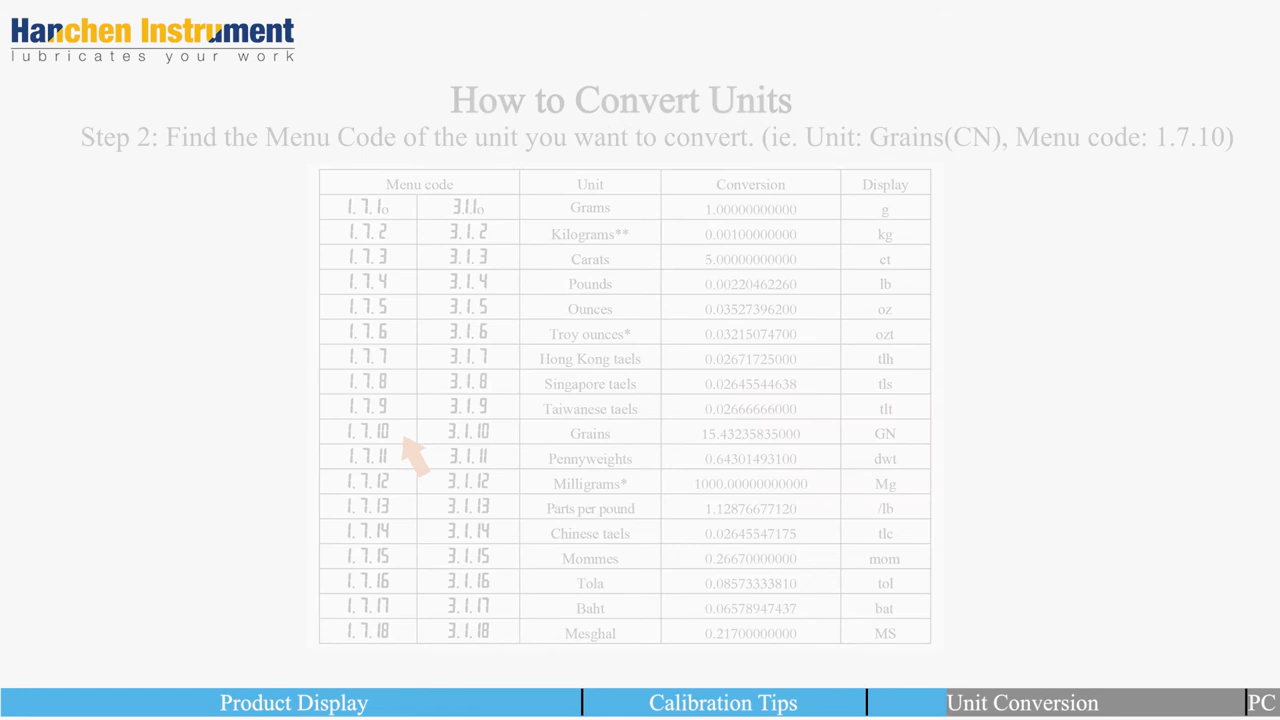 Hanchen Instrument
lubricates your work
How to Convert Units
Step 2: Find the Menu Code of the unit you want to convert. (ie. Unit: Grains(CN), Menu code: 1.7.10)
Menu code Unit Conversion Display
1.7.1o 3.1.1o Grams 1.00000000000 g
1.7.2 3.1.2 Kilograms** 0.00100000000 kg
1.7.3 3.1.3 Carats 5.00000000000 ct
1.7.4 3.1.4 Pounds 0.00220462260 lb
1.7.5 3.1.5 Ounces 0.03527396200 oz
1.7.6 3.1.6 Troy ounces* 0.03215074700 ozt
1.7.7 3.1.7 Hong Kong taels 0.02671725000 tlh
1.7.8 3.1.8 Singapore taels 0.02645544638 tls
1.7.9 3.1.9 Taiwanese taels 0.02666666000 tlt
1.7.10 3.1.10 Grains 15.43235835000 GN
1.7.11 3.1.11 Pennyweights 0.64301493100 dwt
1.7.12 3.1.12 Milligrams* 1000.00000000000 Mg
1.7.13 3.1.13 Parts per pound 1.12876677120 /lb
1.7.14 3.1.14 Chinese taels 0.02645547175 tlc
1.7.15 3.1.15 Mommes 0.26670000000 mom
1.7.16 3.1.16 Tola 0.08573333810 tol
1.7.17 3.1.17 Baht 0.06578947437 bat
1.7.18 3.1.18 Mesghal 0.21700000000 MS
Product Display Calibration Tips Unit Conversion PC